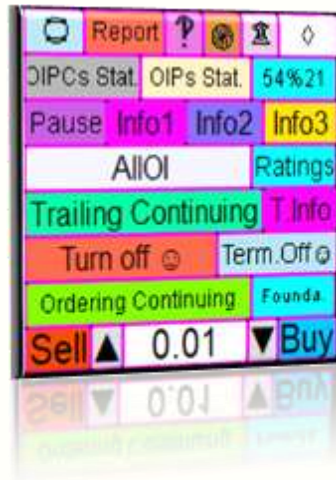 Report ?
OIPCs Stat. OIPs Stat. 54%21
Pause Info1 Info2 Info3
AllOI Ratings
Trailing Continuing T.Info
Turn off ☺ Term.Off
Ordering Continuing Founda.
Sell ▲ 0.01 ▼ Buy